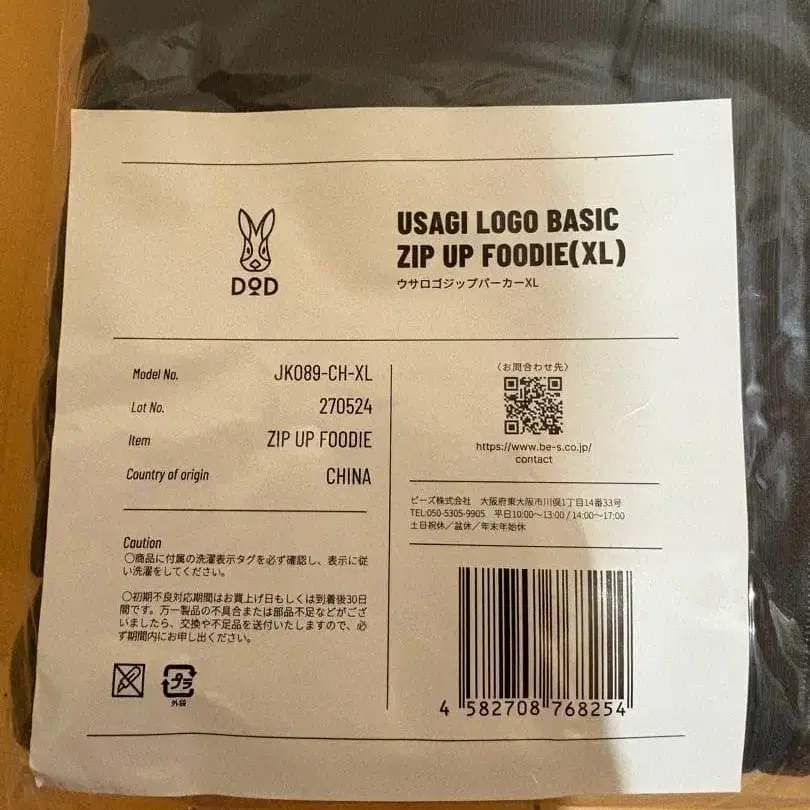 DOD
USAGI LOGO BASIC
ZIP UP FOODIE(XL)
ウサロゴジップパーカーXL
Model No. JK089-CH-XL
Lot No. 270524
Item ZIP UP FOODIE
Country of origin CHINA
Caution
○商品に付属の洗濯表示タグを必ず確認し、表示に従
い洗濯をしてください。
○初期不良対応期間はお買上げ日もしくは到着後30日
間です。万一製品の不具合または部品不足などがござ
いましたら、交換や不足品を送付いたしますので、必
ず期間内にお申し出ください。
プラ
外袋
〈お問合わせ先〉
https://www.be-s.co.jp/
contact
ビーズ株式会社 大阪府東大阪市川俣1丁目14番33号
TEL:050-5305-9905 平日10:00～13:00 / 14:00～17:00
土日祝休／盆休／年末年始休
4 582708 768254